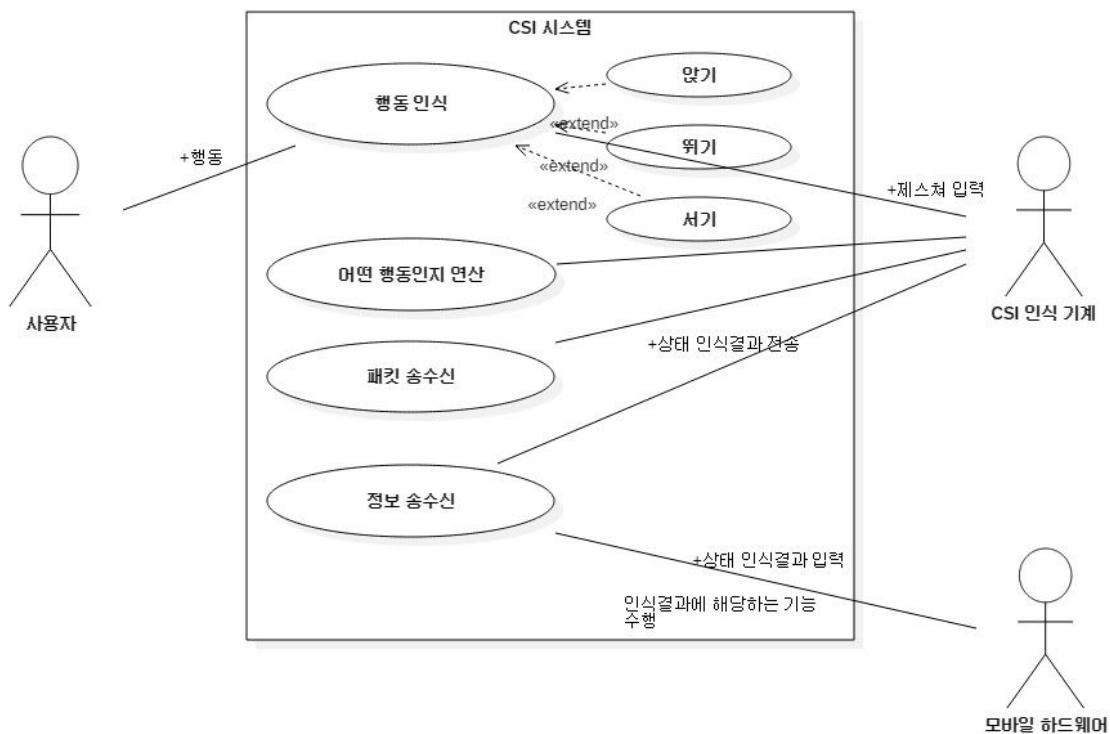 CSI 시스템
행동 인식
앉기
«extend»
뛰기
«extend»
서기
«extend»
+행동
사용자
+제스쳐 입력
CSI 인식 기계
어떤 행동인지 연산
+상태 인식결과 전송
패킷 송수신
정보 송수신
+상태 인식결과 입력
인식결과에 해당하는 기능
수행
모바일 하드웨어